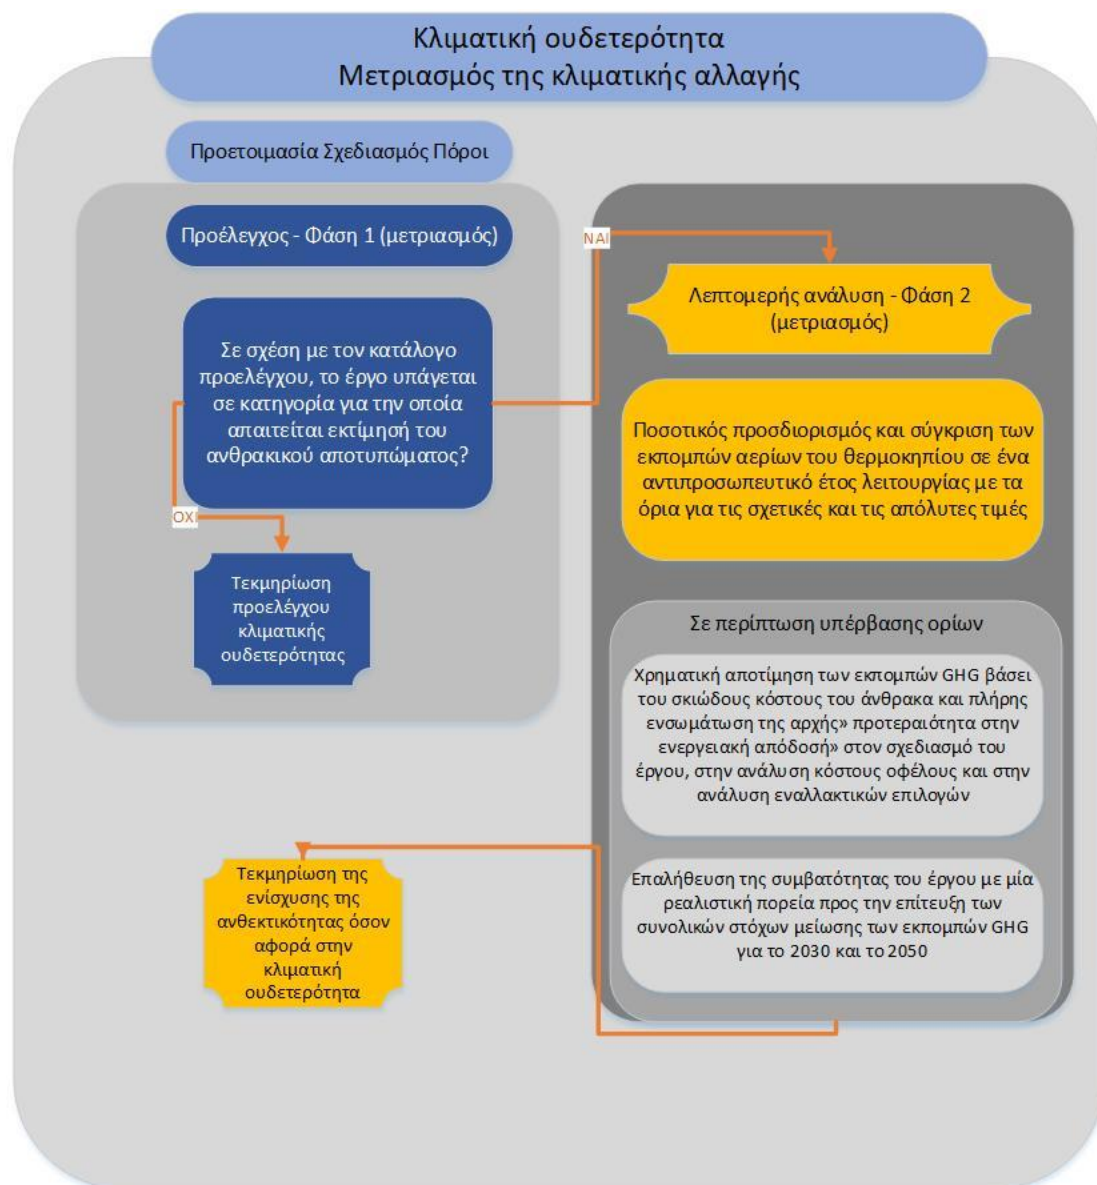 Κλιματική ουδετερότητα
Μετριασμός της κλιματικής αλλαγής
Προετοιμασία Σχεδιασμός Πόροι
Προέλεγχος - Φάση 1 (μετριασμός)
Σε σχέση με τον κατάλογο
προελέγχου, το έργο υπάγεται
σε κατηγορία για την οποία
απαιτείται εκτίμησή του
ανθρακικού αποτυπώματος?
ΟΧΙ
Τεκμηρίωση
προελέγχου
κλιματικής
ουδετερότητας
ΝΑΙ
Λεπτομερής ανάλυση - Φάση 2
(μετριασμός)
Ποσοτικός προσδιορισμός και σύγκριση των
εκπομπών αερίων του θερμοκηπίου σε ένα
αντιπροσωπευτικό έτος λειτουργίας με τα
όρια για τις σχετικές και τις απόλυτες τιμές
Σε περίπτωση υπέρβασης ορίων
Χρηματική αποτίμηση των εκπομπών GHG βάσει
του σκιώδους κόστους του άνθρακα και πλήρης
ενσωμάτωση της αρχής» προτεραιότητα στην
ενεργειακή απόδοσή» στον σχεδιασμό του
έργου, στην ανάλυση κόστους οφέλους και στην
ανάλυση εναλλακτικών επιλογών
Επαλήθευση της συμβατότητας του έργου με μία
ρεαλιστική πορεία προς την επίτευξη των
συνολικών στόχων μείωσης των εκπομπών GHG
για το 2030 και το 2050
Τεκμηρίωση της
ενίσχυσης της
ανθεκτικότητας όσον
αφορά στην
κλιματική
ουδετερότητα